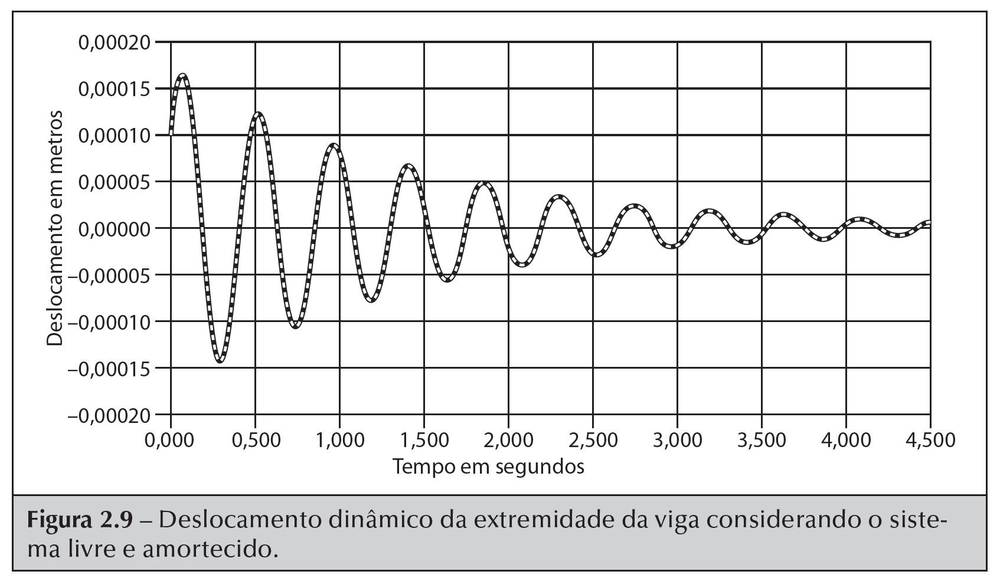 0,00020
0,00015
0,00010
0,00005
0,00000
–0,00005
–0,00010
–0,00015
–0,00020
Deslocamento em metros
0,000 0,500 1,000 1,500 2,000 2,500 3,000 3,500 4,000 4,500
Tempo em segundos
Figura 2.9 – Deslocamento dinâmico da extremidade da viga considerando o siste-
ma livre e amortecido.